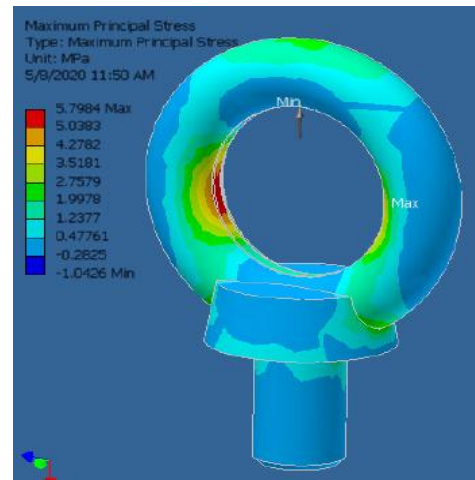 Maximum Principal Stress
Type: Maximum Principal Stress
Unit: MPa
5/8/2020 11:50 AM
5.7984 Max
5.0383
4.2782
3.5181
2.7579
1.9978
1.2377
0.47761
-0.2825
-1.0426 Min
Min
Max